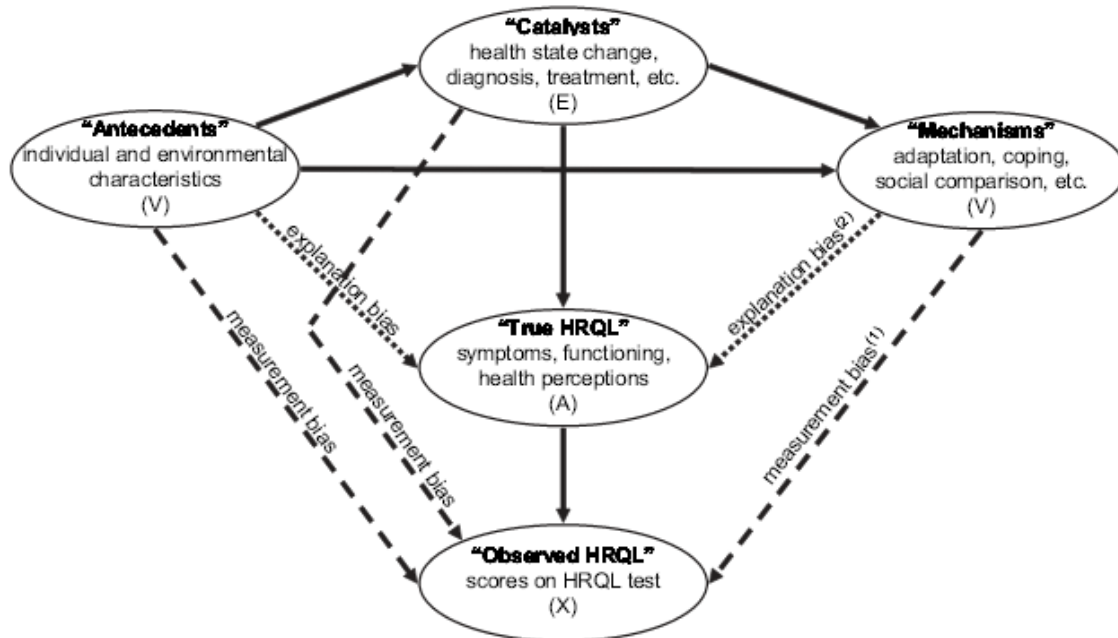 “Catalysts”
health state change,
diagnosis, treatment, etc.
(E)
“Antecedents”
individual and environmental
characteristics
(V)
“Mechanisms”
adaptation, coping,
social comparison, etc.
(V)
explanation bias
explanation bias(2)
“True HRQL”
symptoms, functioning,
health perceptions
(A)
measurement bias
measurement bias
measurement bias(1)
“Observed HRQL”
scores on HRQL test
(X)